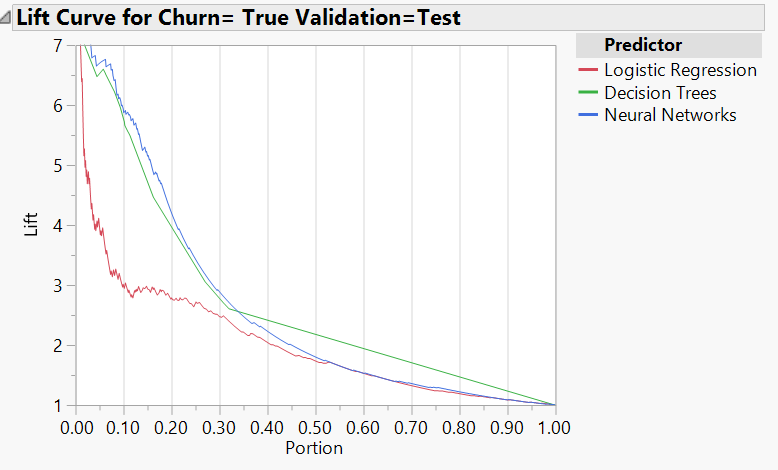 Lift Curve for Churn= True Validation=Test
7
6
5
4
3
2
1
Lift
0.00 0.10 0.20 0.30 0.40 0.50 0.60 0.70 0.80 0.90 1.00
Portion
Predictor
Logistic Regression
Decision Trees
Neural Networks